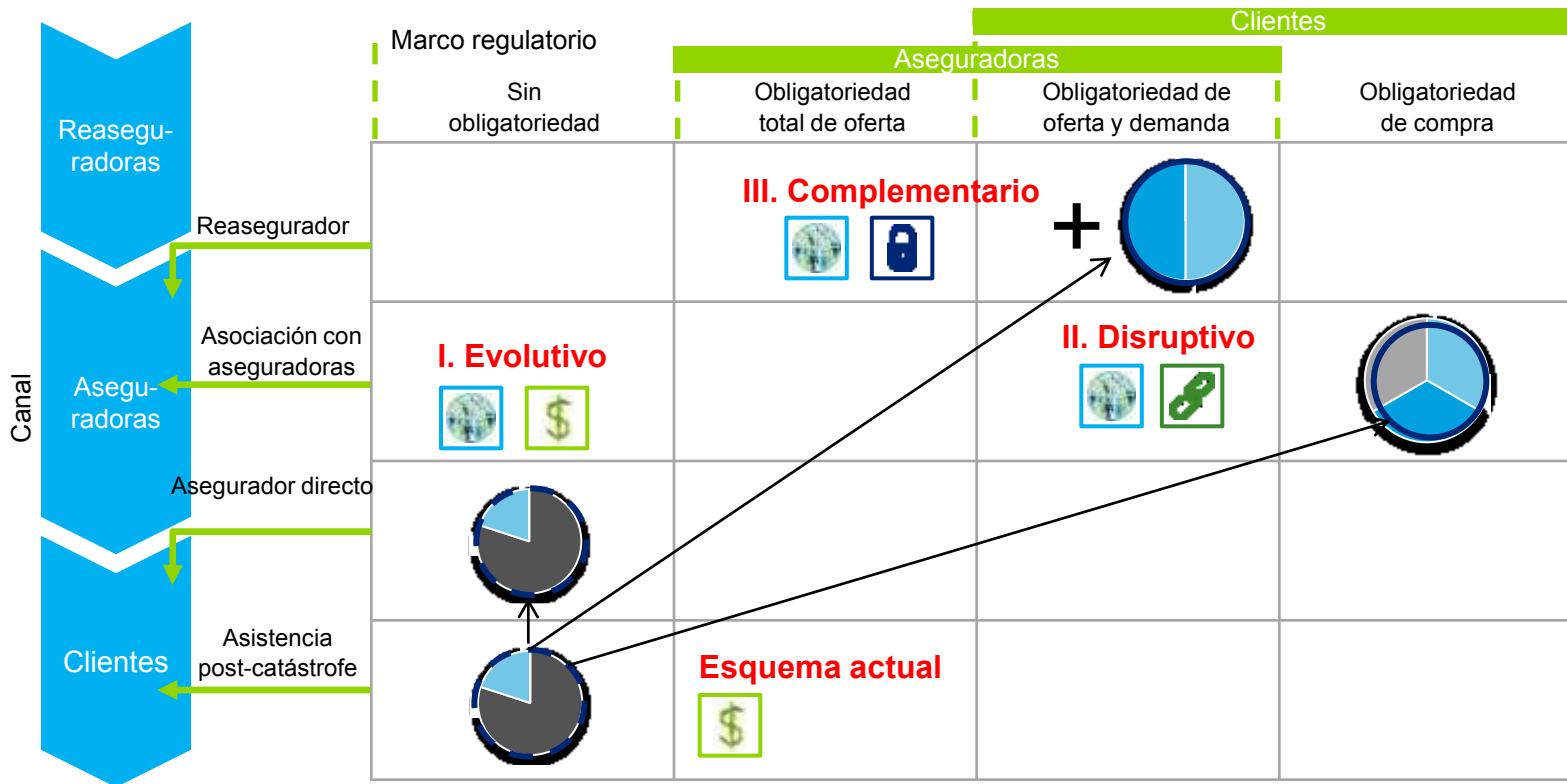 Clientes
Marco regulatorio
Aseguradoras
Sin
obligatoriedad
Obligatoriedad
total de oferta
Obligatoriedad de
oferta y demanda
Obligatoriedad
de compra
Canal
Reasegu-
radoras
Asegu-
radoras
Clientes
Reasegurador
Asociación con
aseguradoras
Asegurador directo
Asistencia
post-catástrofe
III. Complementario
+
I. Evolutivo
$
II. Disruptivo
Esquema actual
$